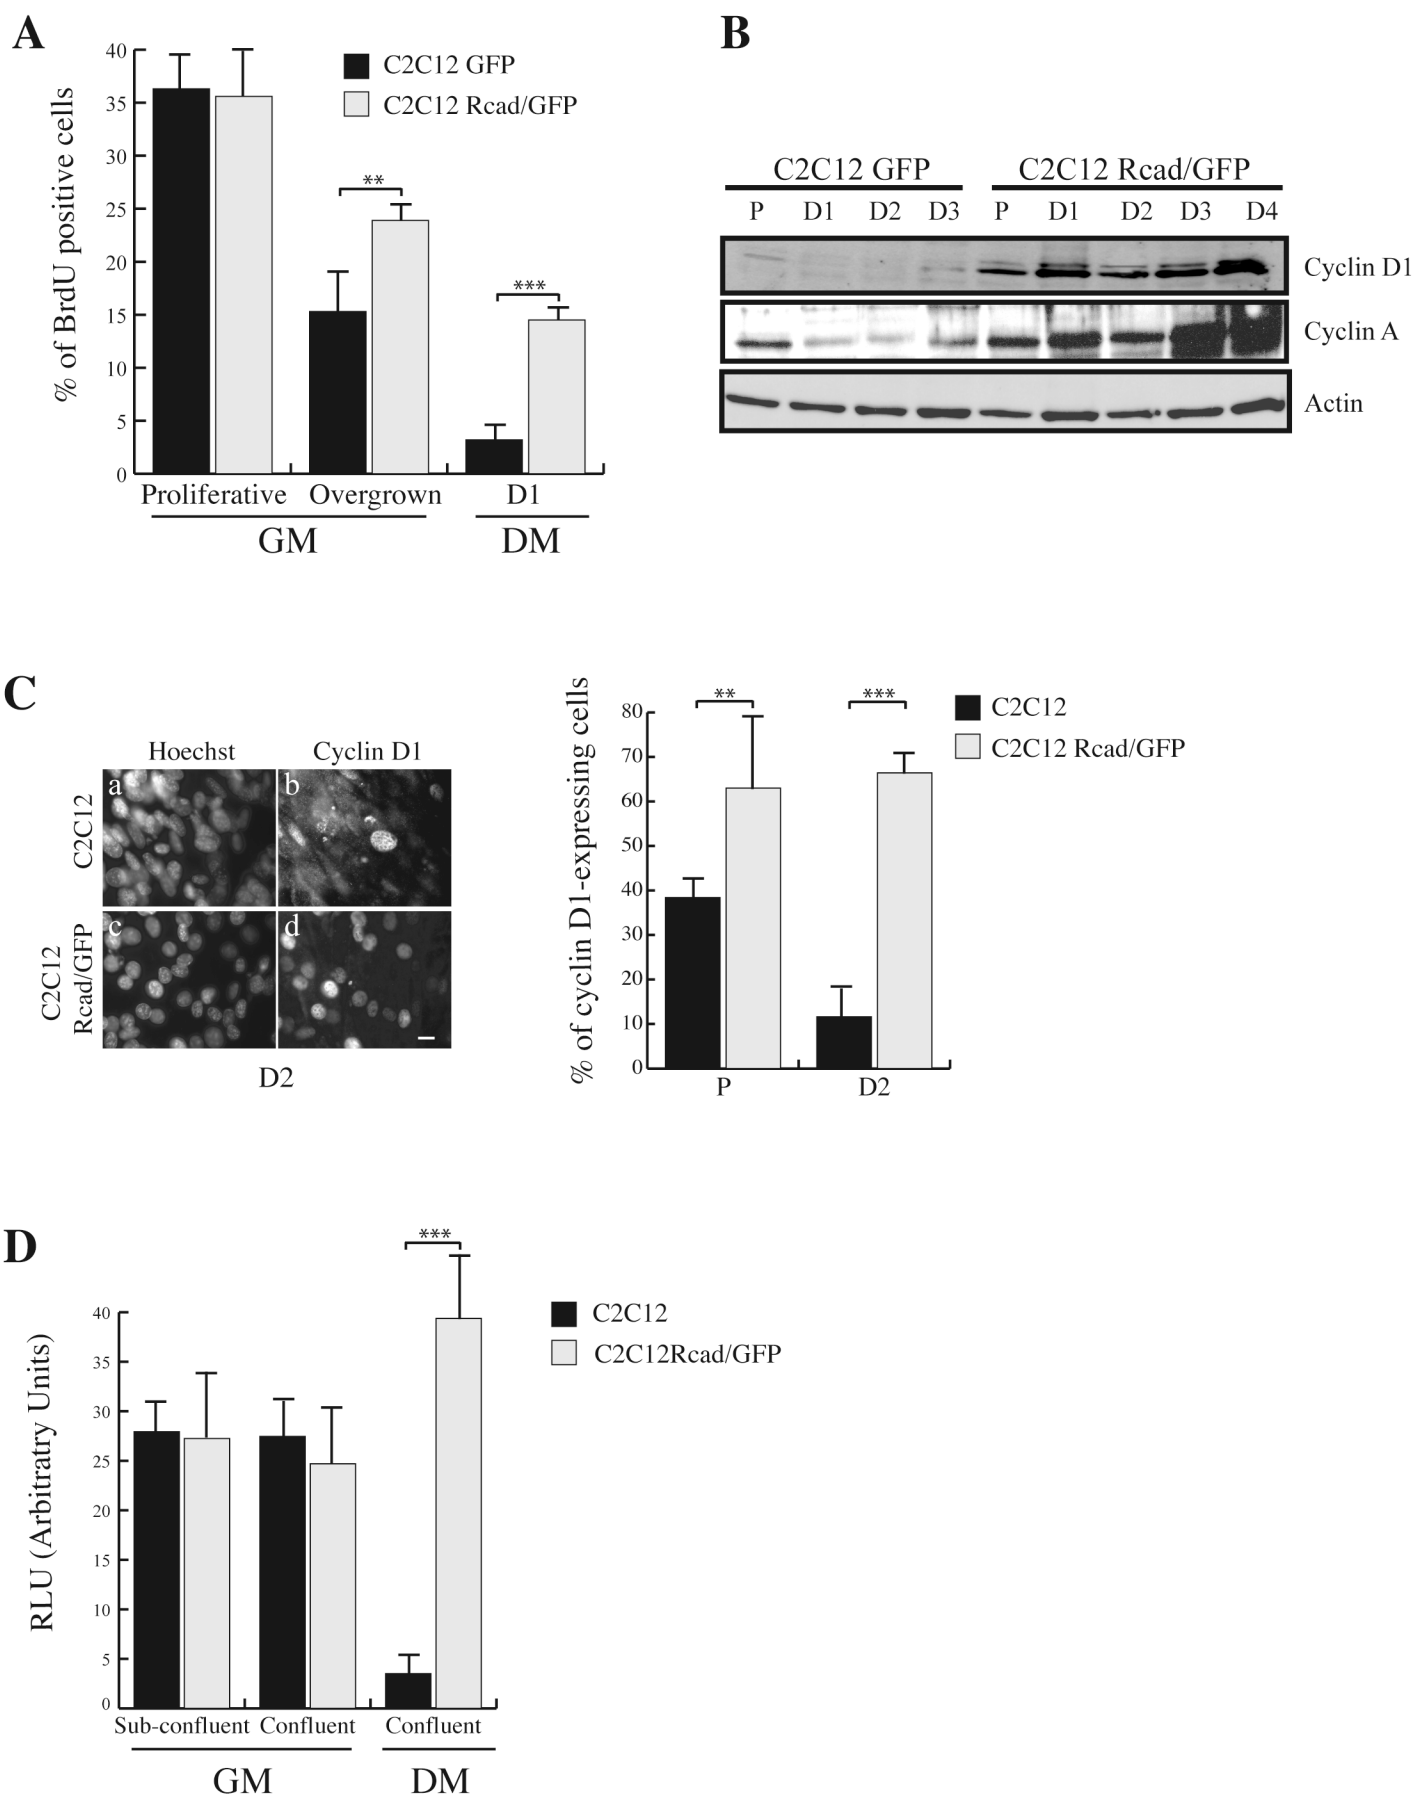 A
% of BrdU positive cells
40
35
30
25
20
15
10
5
0
C2C12 GFP
C2C12 Rcad/GFP
**
***
Proliferative Overgrown D1
GM DM
B
C2C12 GFP C2C12 Rcad/GFP
P D1 D2 D3 P D1 D2 D3 D4
Cyclin D1
Cyclin A
Actin
C
Hoechst Cyclin D1
C2C12
a b
C2C12
Rcad/GFP
c d
D2
% of cyclin D1-expressing cells
80
70
60
50
40
30
20
10
0
** ***
C2C12
C2C12 Rcad/GFP
P D2
D
RLU (Arbitratry Units)
40
35
30
25
20
15
10
5
0
***
C2C12
C2C12Rcad/GFP
Sub-confluent Confluent Confluent
GM DM